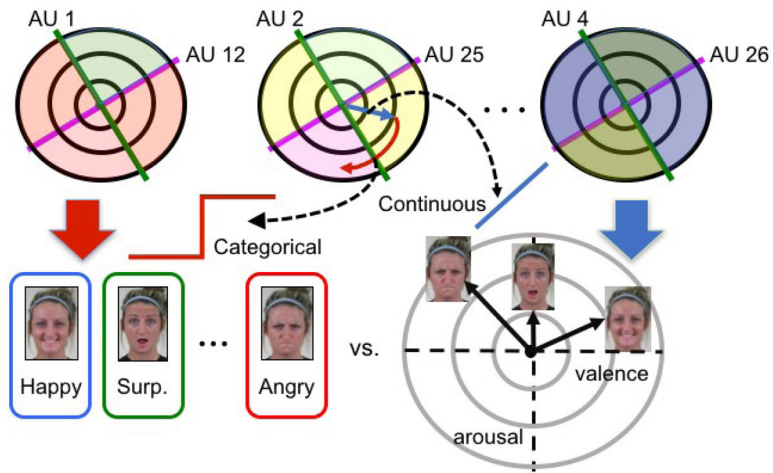 AU 1
AU 12
AU 2
AU 25
AU 4
AU 26
Continuous
Categorical
Happy
Surp.
Angry
vs.
valence
arousal